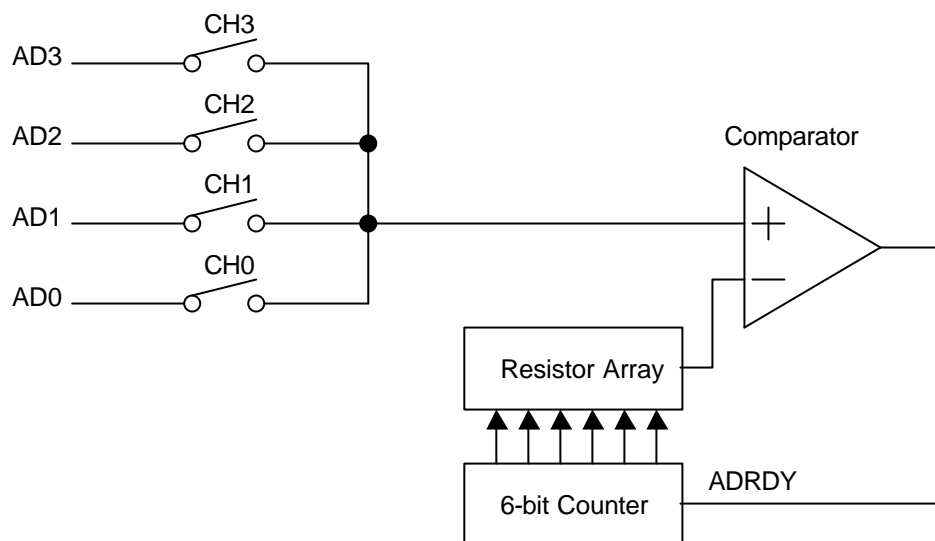 CH3
AD3
CH2
AD2
Comparator
CH1
AD1
CH0
AD0
Resistor Array
ADRDY
6-bit Counter